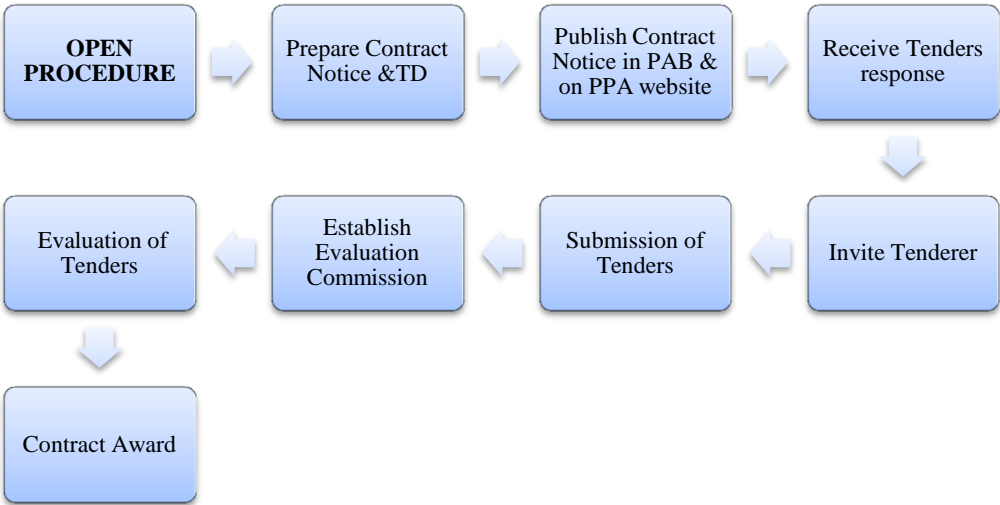 OPEN
PROCEDURE
Prepare Contract
Notice &TD
Publish Contract
Notice in PAB &
on PPA website
Receive Tenders
response
Invite Tenderer
Submission of
Tenders
Establish
Evaluation
Commission
Evaluation of
Tenders
Contract Award